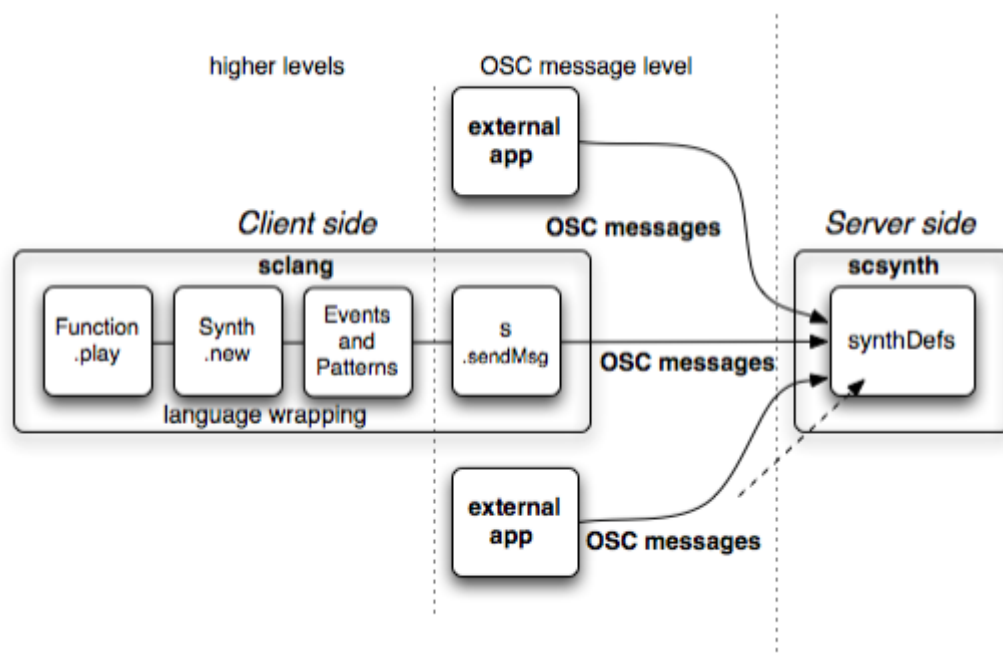 higher levels
OSC message level
external
app
OSC messages
Client side
Server side
sclang
scsynth
Function
.play
Synth
.new
Events
and
Patterns
s
.sendMsg
OSC messages
synthDefs
language wrapping
external
app
OSC messages